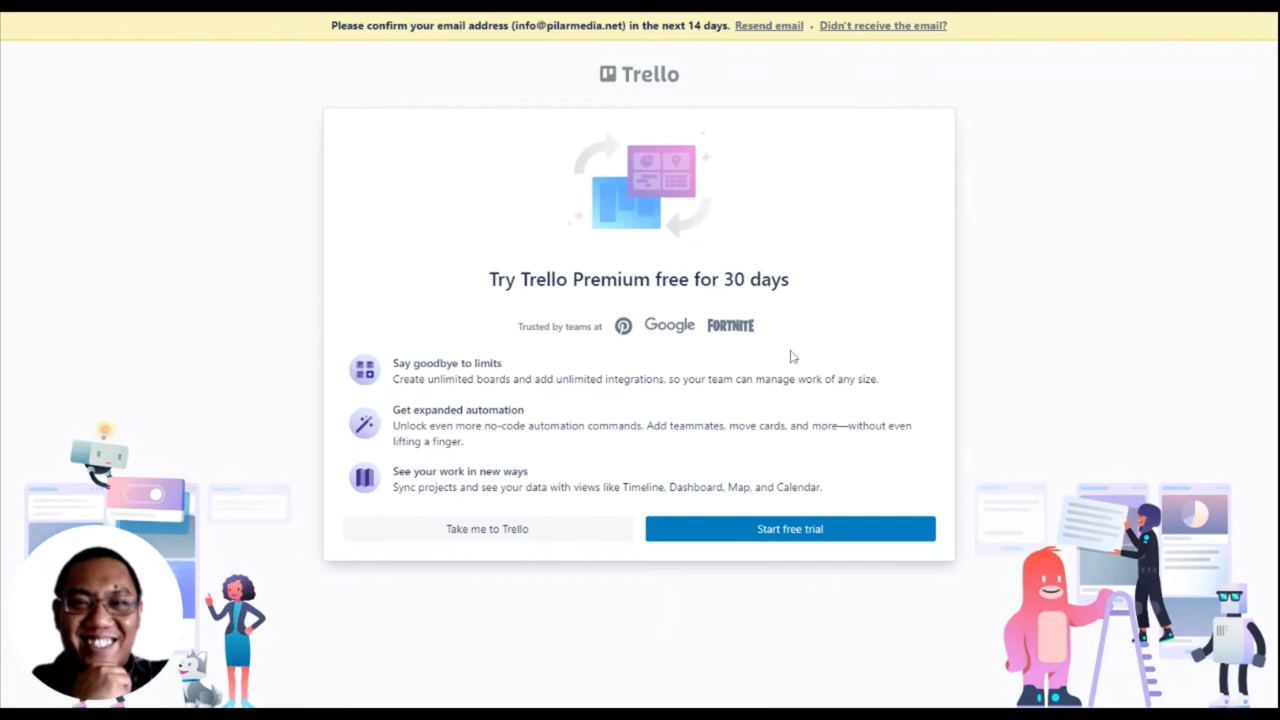 Please confirm your email address (info@pilarmedia.net) in the next 14 days. Resend email • Didn't receive the email?
Trello
Try Trello Premium free for 30 days
Trusted by teams at Google FORTNITE
Say goodbye to limits
Create unlimited boards and add unlimited integrations, so your team can manage work of any size.
Get expanded automation
Unlock even more no-code automation commands. Add teammates, move cards, and more—without even
lifting a finger.
See your work in new ways
Sync projects and see your data with views like Timeline, Dashboard, Map, and Calendar.
Take me to Trello
Start free trial